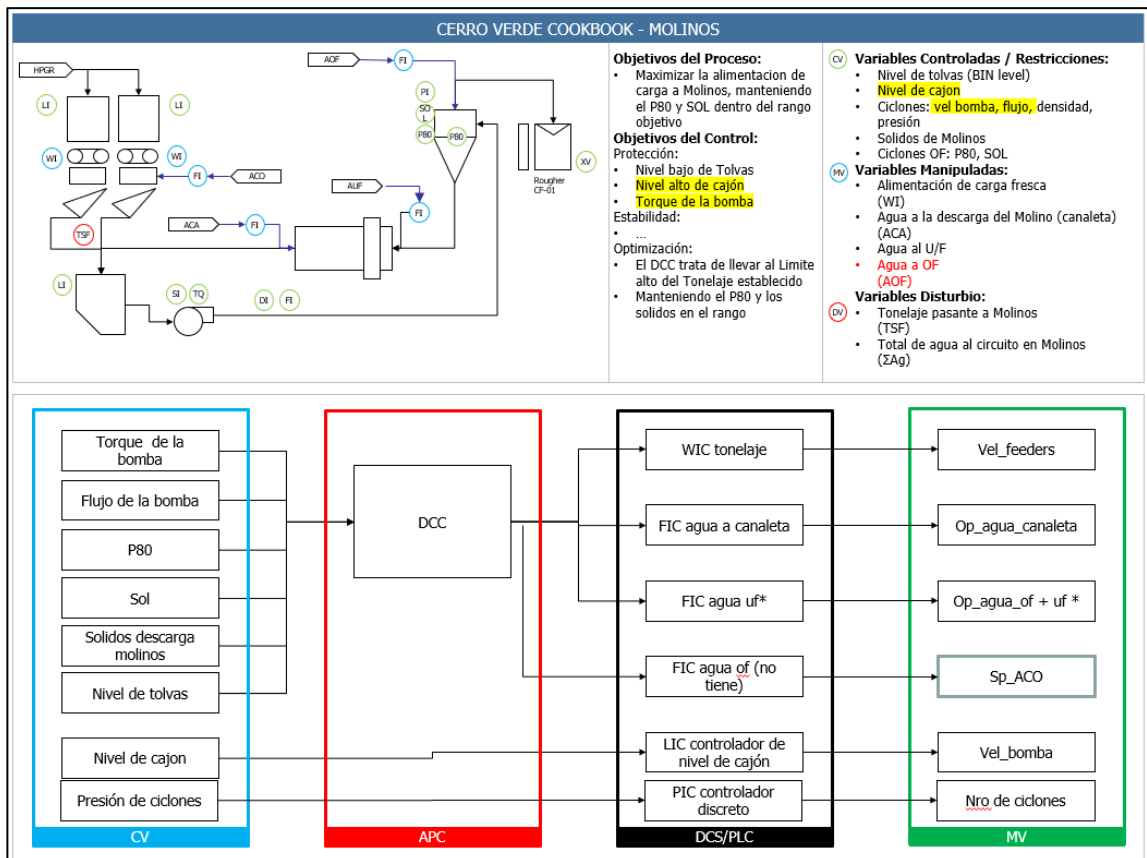 CERRO VERDE COOKBOOK - MOLINOS
HPGR
LI
LI
WI
WI
FI
ACO
TSF
LI
SI
TQ
DI
FI
ACA
FI
AUF
FI
AOF
FI
PI
SO
L
P80
P80
XV
Rougher
CF-01
Objetivos del Proceso:
• Maximizar la alimentacion de
carga a Molinos, manteniendo
el P80 y SOL dentro del rango
objetivo
Objetivos del Control:
Protección:
• Nivel bajo de Tolvas
• Nivel alto de cajón
• Torque de la bomba
Estabilidad:
• ...
Optimización:
• El DCC trata de llevar al Limite
alto del Tonelaje establecido
• Manteniendo el P80 y los
solidos en el rango
CV Variables Controladas / Restricciones:
• Nivel de tolvas (BIN level)
• Nivel de cajon
• Ciclones: vel bomba, flujo, densidad,
presión
• Solidos de Molinos
• Ciclones OF: P80, SOL
MV Variables Manipuladas:
• Alimentación de carga fresca
(WI)
• Agua a la descarga del Molino (canaleta)
(ACA)
• Agua al U/F
• Agua a OF
(AOF)
DV Variables Disturbio:
• Tonelaje pasante a Molinos
(TSF)
• Total de agua al circuito en Molinos
(ΣAg)
Torque de la
bomba
Flujo de la bomba
P80
Sol
Solidos descarga
molinos
Nivel de tolvas
Nivel de cajon
Presión de ciclones
CV
DCC
APC
WIC tonelaje
FIC agua a canaleta
FIC agua uf*
FIC agua of (no
tiene)
LIC controlador de
nivel de cajón
PIC controlador
discreto
DCS/PLC
Vel_feeders
Op_agua_canaleta
Op_agua_of + uf *
Sp_ACO
Vel_bomba
Nro de ciclones
MV